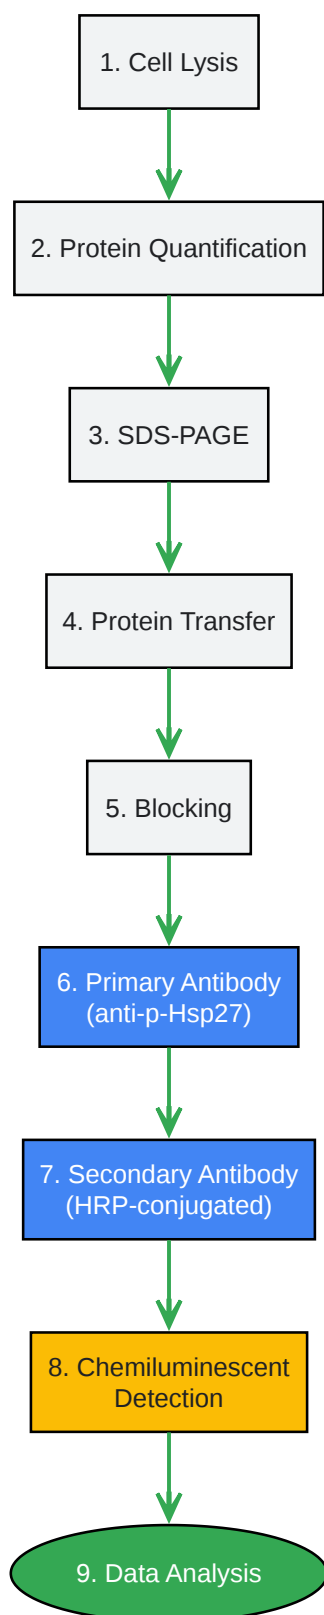 1. Cell Lysis
2. Protein Quantification
3. SDS-PAGE
4. Protein Transfer
5. Blocking
6. Primary Antibody
(anti-p-Hsp27)
7. Secondary Antibody
(HRP-conjugated)
8. Chemiluminescent
Detection
9. Data Analysis